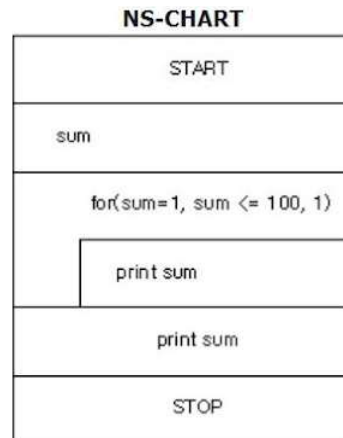 NS-CHART
START
sum
for(sum=1, sum <= 100, 1)
print sum
print sum
STOP